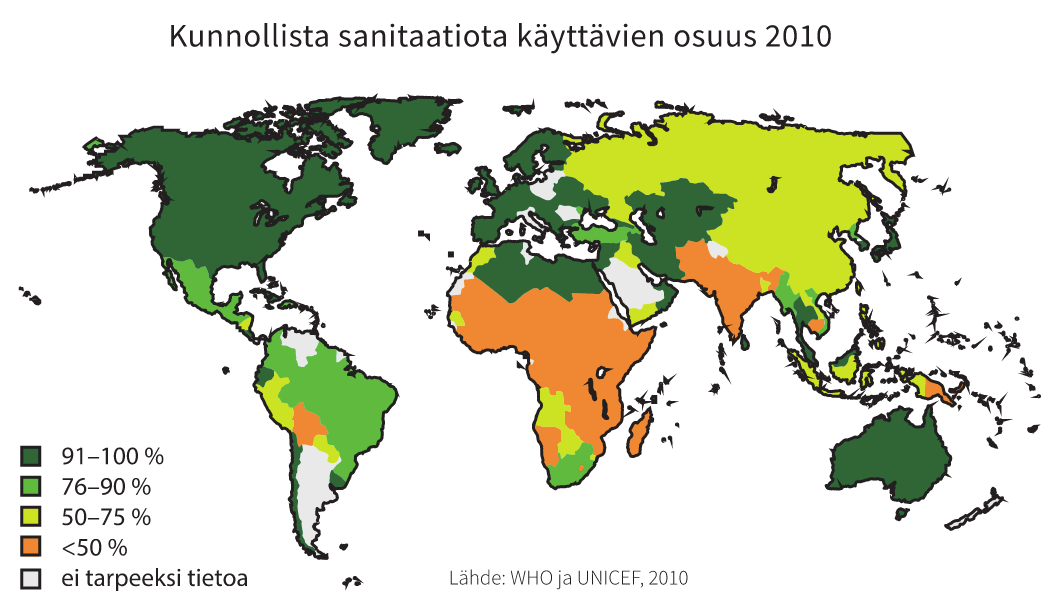 Kunnollista sanitaatiota käyttävien osuus 2010
91–100 %
76–90 %
50–75 %
<50 %
ei tarpeeksi tietoa
Lähde: WHO ja UNICEF, 2010